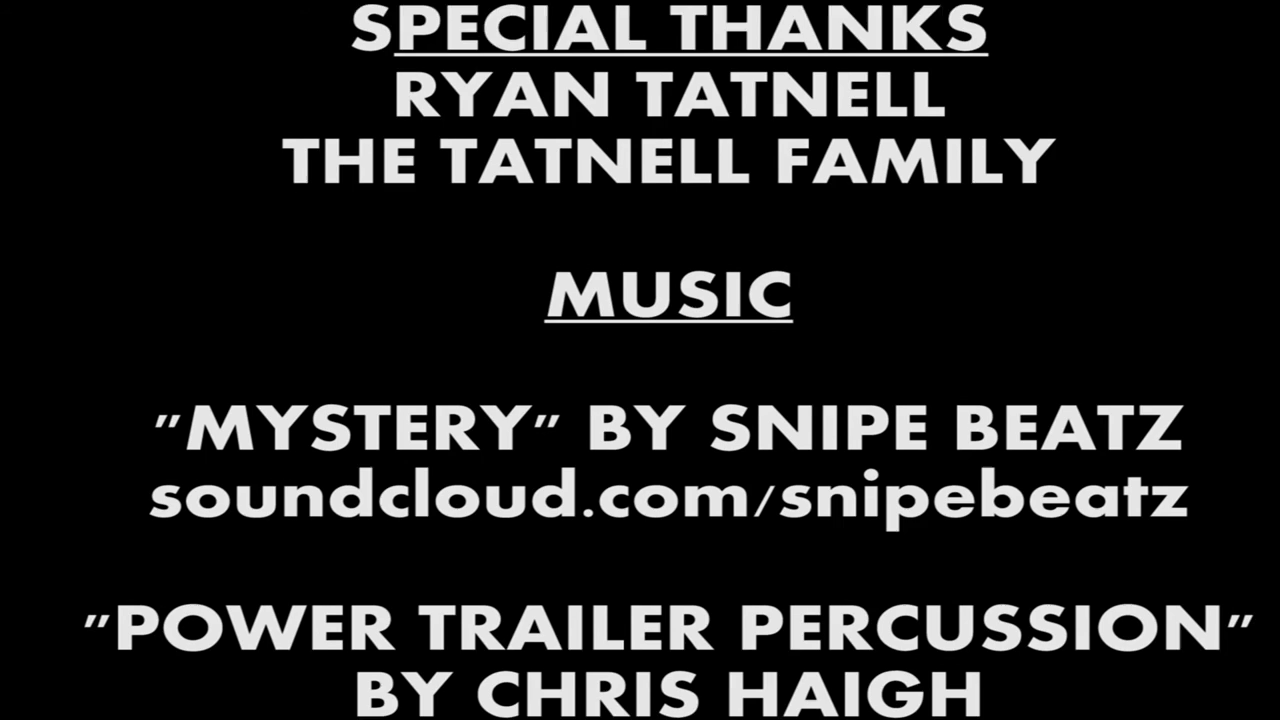 SPECIAL THANKS
RYAN TATNELL
THE TATNELL FAMILY
MUSIC
"MYSTERY" BY SNIPE BEATZ
soundcloud.com/snipebeatz
"POWER TRAILER PERCUSSION"
BY CHRIS HAIGH